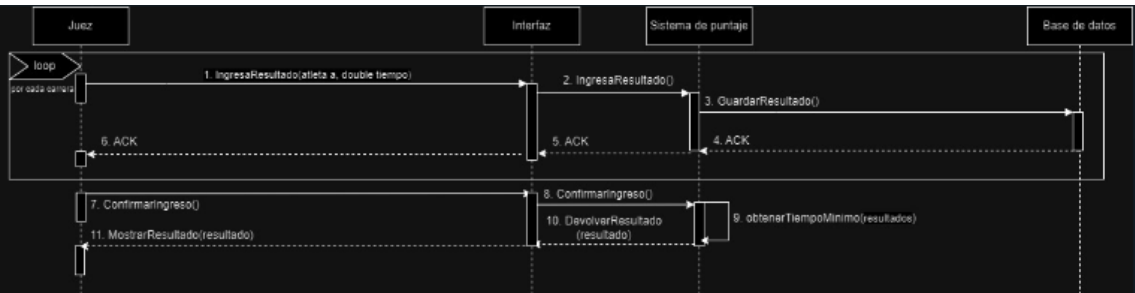 Juez
Interfaz
Sistema de puntaje
Base de datos
loop
por cada carrara
1. IngresaResultado(atleta a, double tiempo)
2. IngresaResultado()
3. GuardarResultado()
4. ACK
5. ACK
6. ACK
7. ConfirmarIngreso()
8. ConfirmarIngreso()
9. obtenerTiempoMinimo(resultados)
10. DevolverResultado
(resultado)
11. MostrarResultado(resultado)